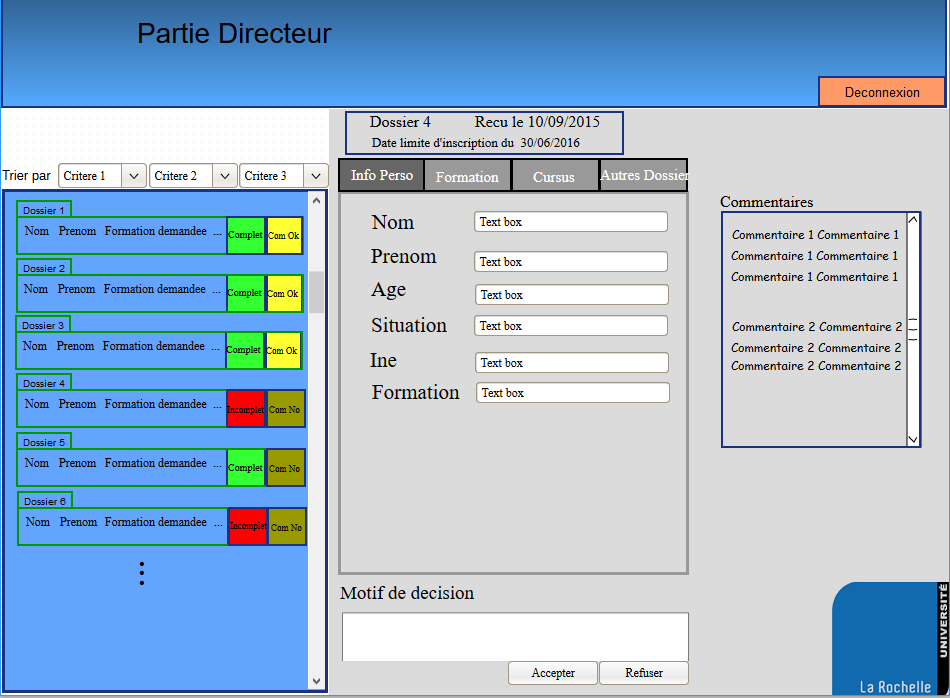 Partie Directeur
Deconnexion
Dossier 4 Recu le 10/09/2015
Date limite d'inscription du 30/06/2016
Trier par Critere 1 Critere 2 Critere 3
Info Perso Formation Cursus Autres Dossier
Dossier 1
Nom Prenom Formation demandee ... Complet Com Ok
Dossier 2
Nom Prenom Formation demandee ... Complet Com Ok
Dossier 3
Nom Prenom Formation demandee ... Complet Com Ok
Dossier 4
Nom Prenom Formation demandee ... Incomplet Com No
Dossier 5
Nom Prenom Formation demandee ... Complet Com No
Dossier 6
Nom Prenom Formation demandee ... Incomplet Com No
Nom Text box
Prenom Text box
Age Text box
Situation Text box
Ine Text box
Formation Text box
Commentaires
Commentaire 1 Commentaire 1
Commentaire 1 Commentaire 1
Commentaire 1 Commentaire 1
Commentaire 2 Commentaire 2
Commentaire 2 Commentaire 2
Commentaire 2 Commentaire 2
Motif de decision
Accepter Refuser
UNIVERSITÉ
La Rochelle